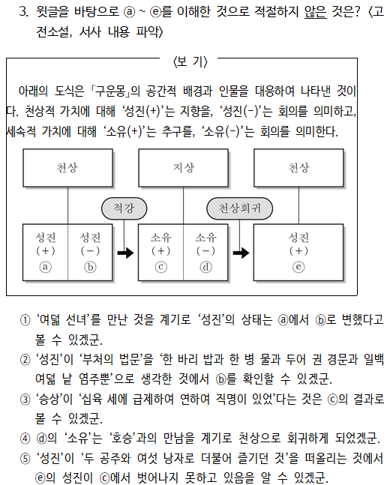 3. 윗글을 바탕으로 ⓐ ~ ⓔ를 이해한 것으로 적절하지 않은 것은? <고
전소설, 서사 내용 파악>
<보 기>
아래의 도식은 「구운몽」의 공간적 배경과 인물을 대응하여 나타낸 것이
다. 천상적 가치에 대해 ‘성진(+)’는 지향을, ‘성진(-)’는 회의를 의미하고,
세속적 가치에 대해 ‘소유(+)’는 추구를, ‘소유(-)’는 회의를 의미한다.
천상 지상 천상
적강 천상회귀
성진 성진 소유 소유 성진
(+) (-) (+) (-) (+)
ⓐ ⓑ ⓒ ⓓ ⓔ
① ‘여덟 선녀’를 만난 것을 계기로 ‘성진’의 상태는 ⓐ에서 ⓑ로 변했다고
볼 수 있겠군.
② ‘성진’이 ‘부처의 법문’을 ‘한 바리 밥과 한 병 물과 두어 권 경문과 일백
여덟 낱 염주뿐’으로 생각한 것에서 ⓑ를 확인할 수 있겠군.
③ ‘승상’이 ‘십육 세에 급제하여 연하여 직명이 있었’다는 것은 ⓒ의 결과로
볼 수 있겠군.
④ ⓓ의 ‘소유’는 ‘호승’과의 만남을 계기로 천상으로 회귀하게 되었겠군.
⑤ ‘성진’이 ‘두 공주와 여섯 낭자로 더불어 즐기던 것’을 떠올리는 것에서
ⓔ의 성진이 ⓒ에서 벗어나지 못하고 있음을 알 수 있겠군.